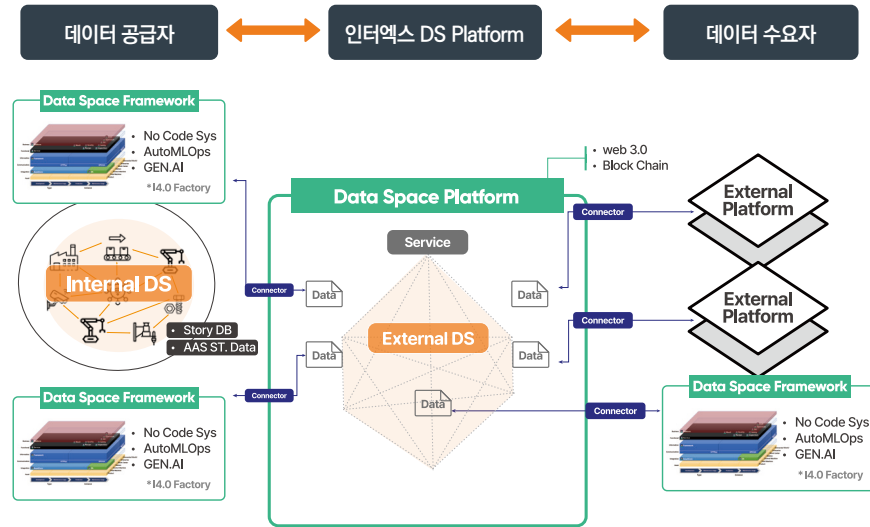 데이터 공급자
인터엑스 DS Platform
데이터 수요자
Data Space Framework
• No Code Sys
• AutoMLOps
• GEN.AI
*I4.0 Factory
Internal DS
• Story DB
• AAS ST. Data
Data Space Framework
• No Code Sys
• AutoMLOps
• GEN.AI
*I4.0 Factory
Connector
Connector
• web 3.0
• Block Chain
Data Space Platform
Service
Data
Data
External DS
Data
Data
Data
Connector
Connector
Connector
External
Platform
External
Platform
Data Space Framework
• No Code Sys
• AutoMLOps
• GEN.AI
*I4.0 Factory